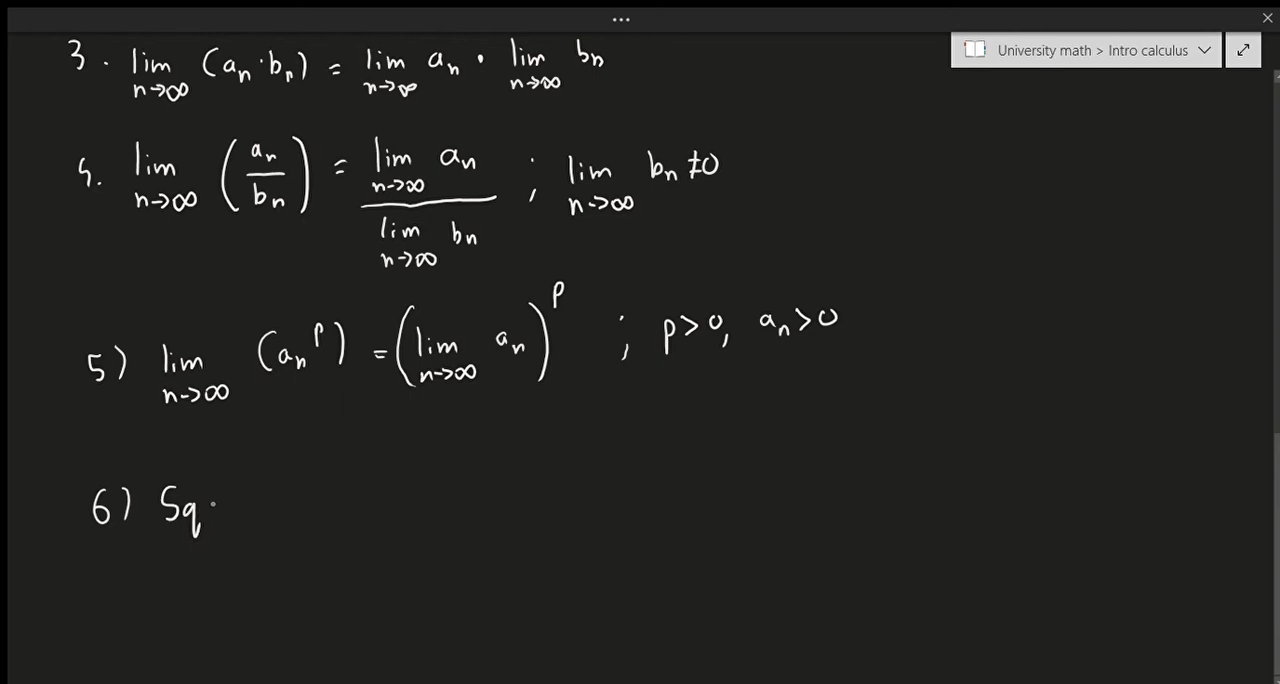 University math > Intro calculus
3. lim n→∞ (aₙ·bₙ) = lim n→∞ aₙ · lim n→∞ bₙ
4. lim n→∞ (aₙ/bₙ) = lim n→∞ aₙ / lim n→∞ bₙ ; lim n→∞ bₙ ≠0
5) lim n→∞ (aₙᵖ) = (lim n→∞ aₙ)ᵖ ; p>0, aₙ>0
6) Sq